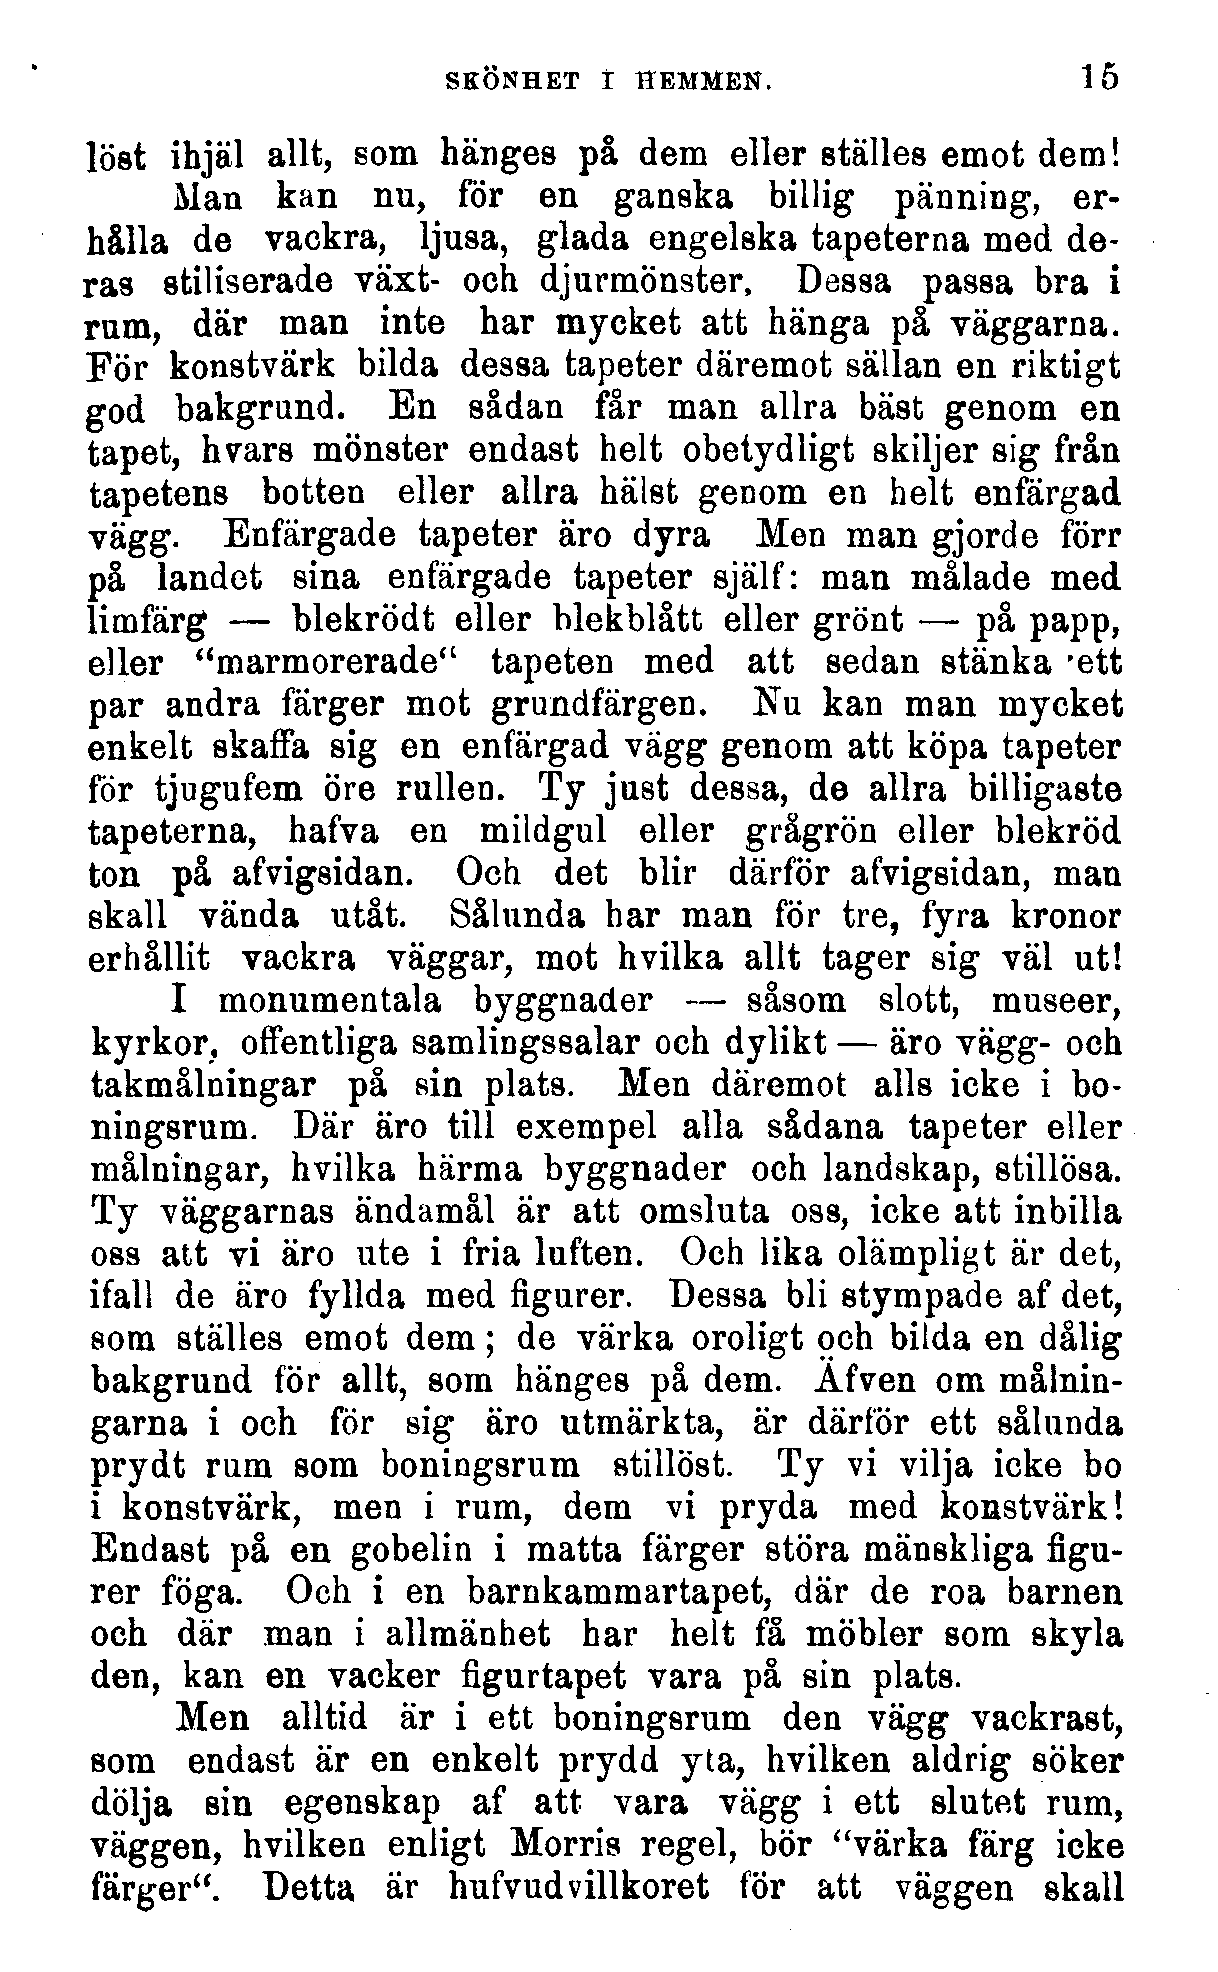 SKÖNHET I HEMMEN. 15
löst ihjäl allt, som hänges på dem eller ställes emot dem!
Man kan nu, för en ganska billig pänning, er-
hålla de vackra, ljusa, glada engelska tapeterna med de-
ras stiliserade växt- och djurmönster. Dessa passa bra i
rum, där man inte har mycket att hänga på väggarna.
För konstvärk bilda dessa tapeter däremot sällan en riktigt
god bakgrund. En sådan får man allra bäst genom en
tapet, hvars mönster endast helt obetydligt skiljer sig från
tapetens botten eller allra hälst genom en helt enfärgad
vägg. Enfärgade tapeter äro dyra Men man gjorde förr
på landet sina enfärgade tapeter själf: man målade med
limfärg — blekrödt eller blekblått eller grönt — på papp,
eller “marmorerade“ tapeten med att sedan stänka ett
par andra färger mot grundfärgen. Nu kan man mycket
enkelt skaffa sig en enfärgad vägg genom att köpa tapeter
för tjugufem öre rullen. Ty just dessa, de allra billigaste
tapeterna, hafva en mildgul eller grågrön eller blekröd
ton på afvigsidan. Och det blir därför afvigsidan, man
skall vända utåt. Sålunda har man för tre, fyra kronor
erhållit vackra väggar, mot hvilka allt tager sig väl ut!
I monumentala byggnader — såsom slott, museer,
kyrkor, offentliga samlingssalar och dylikt — äro vägg- och
takmålningar på sin plats. Men däremot alls icke i bo-
ningsrum. Där äro till exempel alla sådana tapeter eller
målningar, hvilka härma byggnader och landskap, stillösa.
Ty väggarnas ändamål är att omsluta oss, icke att inbilla
oss att vi äro ute i fria luften. Och lika olämpligt är det,
ifall de äro fyllda med figurer. Dessa bli stympade af det,
som ställes emot dem; de värka oroligt och bilda en dålig
bakgrund för allt, som hänges på dem. Äfven om målnin-
garna i och för sig äro utmärkta, är därför ett sålunda
prydt rum som boningsrum stillöst. Ty vi vilja icke bo
i konstvärk, men i rum, dem vi pryda med konstvärk!
Endast på en gobelin i matta färger störa mänskliga figu-
rer föga. Och i en barnkammartapet, där de roa barnen
och där man i allmänhet har helt få möbler som skyla
den, kan en vacker figurtapet vara på sin plats.
Men alltid är i ett boningsrum den vägg vackrast,
som endast är en enkelt prydd yta, hvilken aldrig söker
dölja sin egenskap af att vara vägg i ett slutet rum,
väggen, hvilken enligt Morris regel, bör “värka färg icke
färger“. Detta är hufvudvillkoret för att väggen skall